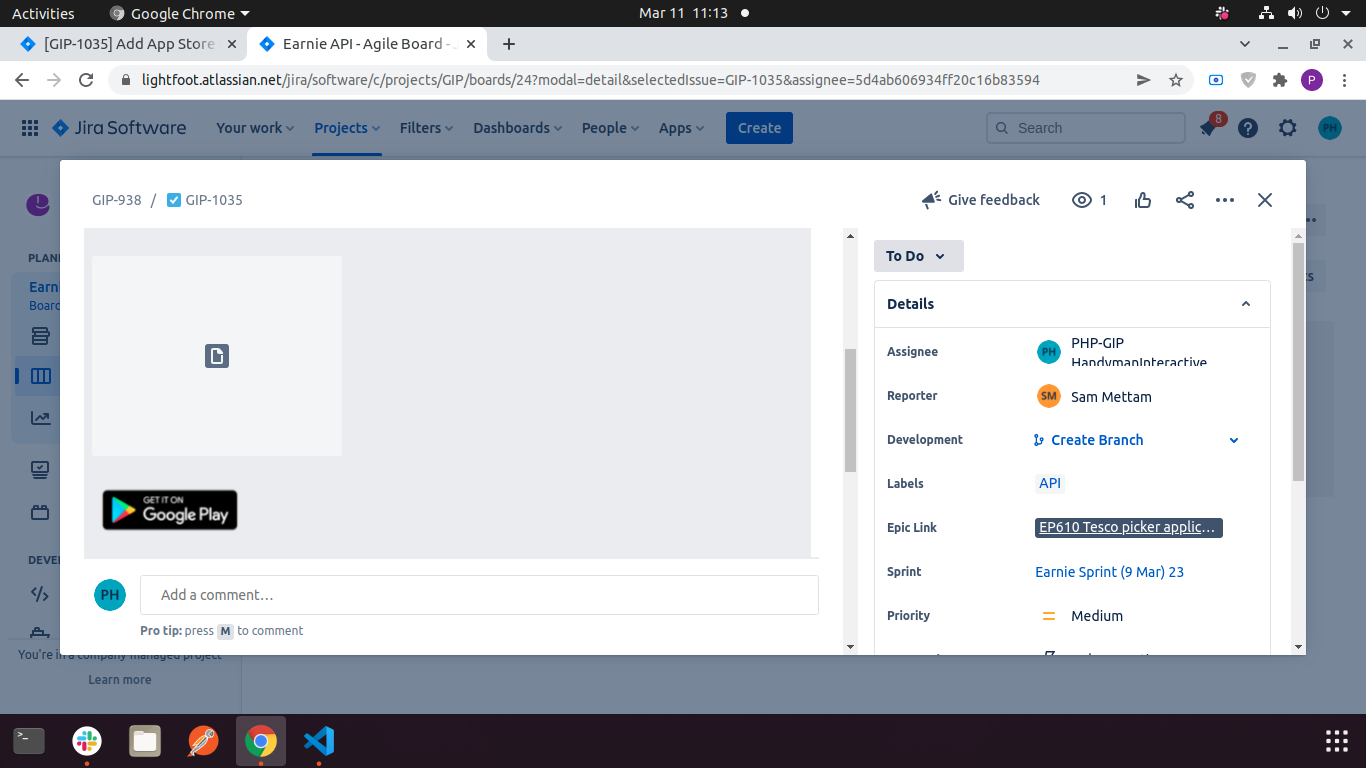 Activities
Google Chrome
Mar 11 11:13
[GIP-1035] Add App Store
Earnie API - Agile Board -
lightfoot.atlassian.net/jira/software/c/projects/GIP/boards/24?modal=detail&selectedIssue=GIP-1035&assignee=5d4ab606934ff20c16b83594
P
Jira Software
Your work
Projects
Filters
Dashboards
People
Apps
Create
Search
8
PH
GIP-938 / GIP-1035
Give feedback
1
PLAN
Earni
Board
DEVE
You're in a company managed project
Learn more
GET IT ON
Google Play
PH
Add a comment…
Pro tip: press M to comment
To Do
Details
Assignee
PH
PHP-GIP
HandymanInteractive
Reporter
SM
Sam Mettam
Development
Create Branch
Labels
API
Epic Link
EP610 Tesco picker applic…
Sprint
Earnie Sprint (9 Mar) 23
Priority
Medium